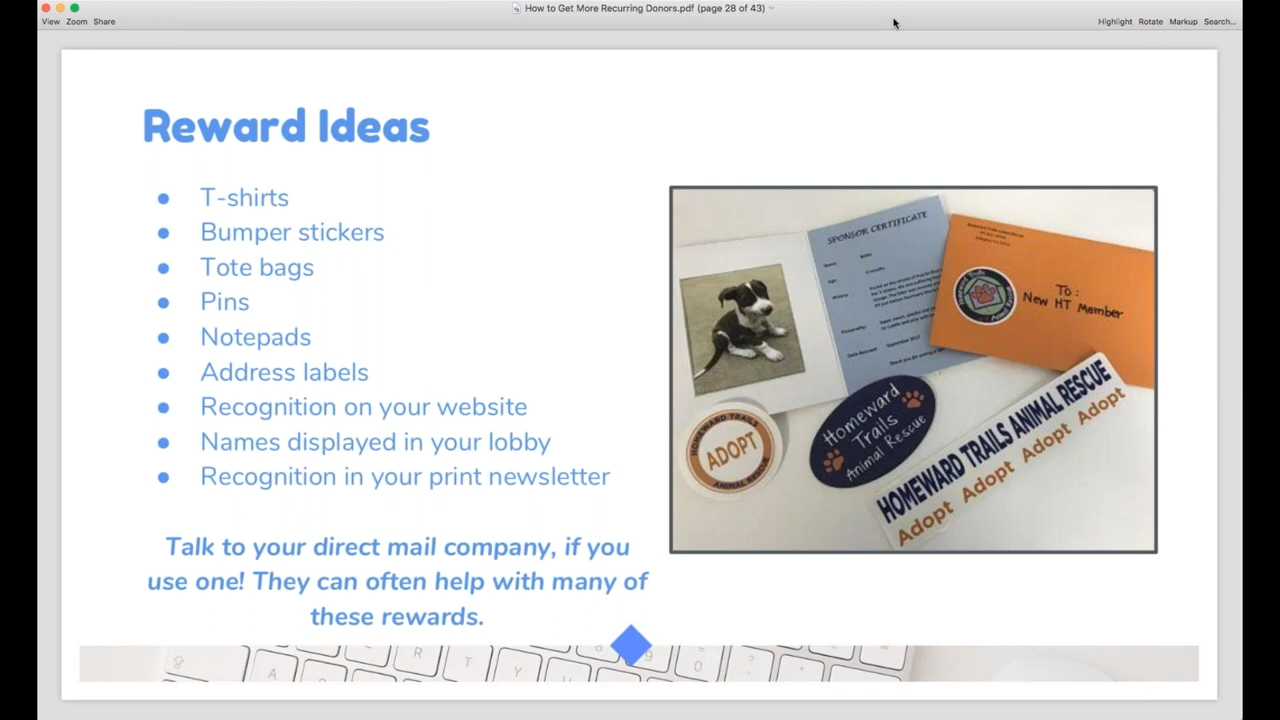 How to Get More Recurring Donors.pdf (page 28 of 43)
View Zoom Share
Highlight Rotate Markup Search...
Reward Ideas
● T-shirts
● Bumper stickers
● Tote bags
● Pins
● Notepads
● Address labels
● Recognition on your website
● Names displayed in your lobby
● Recognition in your print newsletter
Talk to your direct mail company, if you
use one! They can often help with many of
these rewards.
SPONSOR CERTIFICATE
To:
New HT Member
HOMEWARD TRAILS
ADOPT
ANIMAL RESCUE
Homeward
Trails
Animal Rescue
HOMEWARD TRAILS ANIMAL RESCUE
Adopt Adopt Adopt Adopt
R
T
A
9
0
?